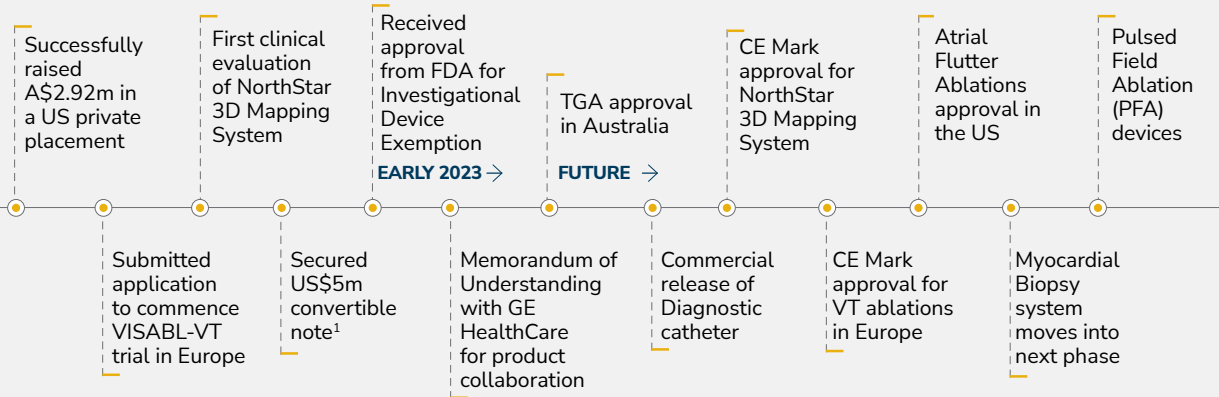 Successfully
raised
A$2.92m in
a US private
placement
Submitted
application
to commence
VISABL-VT
trial in Europe
First clinical
evaluation
of NorthStar
3D Mapping
System
Secured
US$5m
convertible
note¹
Received
approval
from FDA for
Investigational
Device
Exemption
EARLY 2023
Memorandum of
Understanding
with GE
HealthCare
for product
collaboration
TGA approval
in Australia
FUTURE
Commercial
release of
Diagnostic
catheter
CE Mark
approval for
NorthStar
3D Mapping
System
CE Mark
approval for
VT ablations
in Europe
Atrial
Flutter
Ablations
approval in
the US
Myocardial
Biopsy
system
moves into
next phase
Pulsed
Field
Ablation
(PFA)
devices